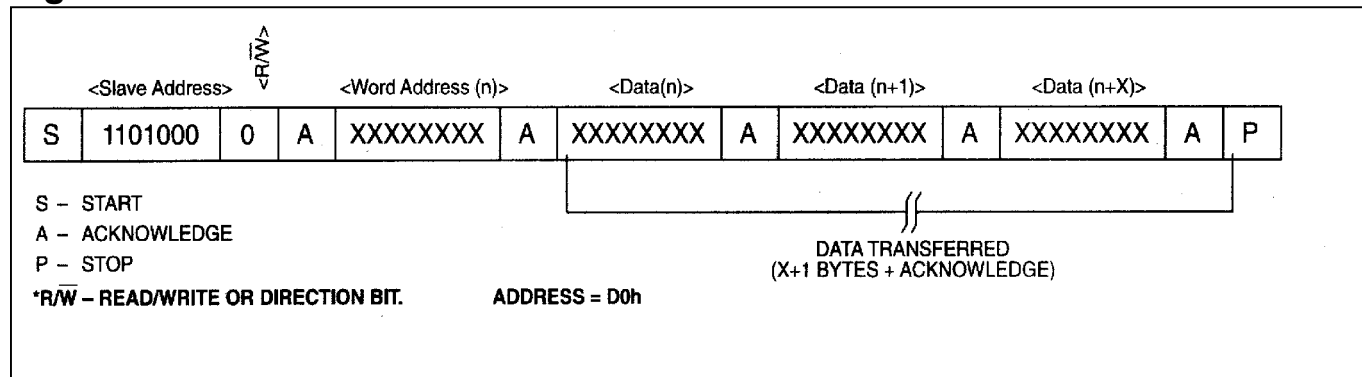 <R/W>
<Slave Address> <Word Address (n)> <Data(n)> <Data (n+1)> <Data (n+X)>
S 1101000 0 A XXXXXXXX A XXXXXXXX A XXXXXXXX A XXXXXXXX A P
S – START
A – ACKNOWLEDGE
P – STOP
DATA TRANSFERRED
(X+1 BYTES + ACKNOWLEDGE)
*R/W – READ/WRITE OR DIRECTION BIT. ADDRESS = D0h